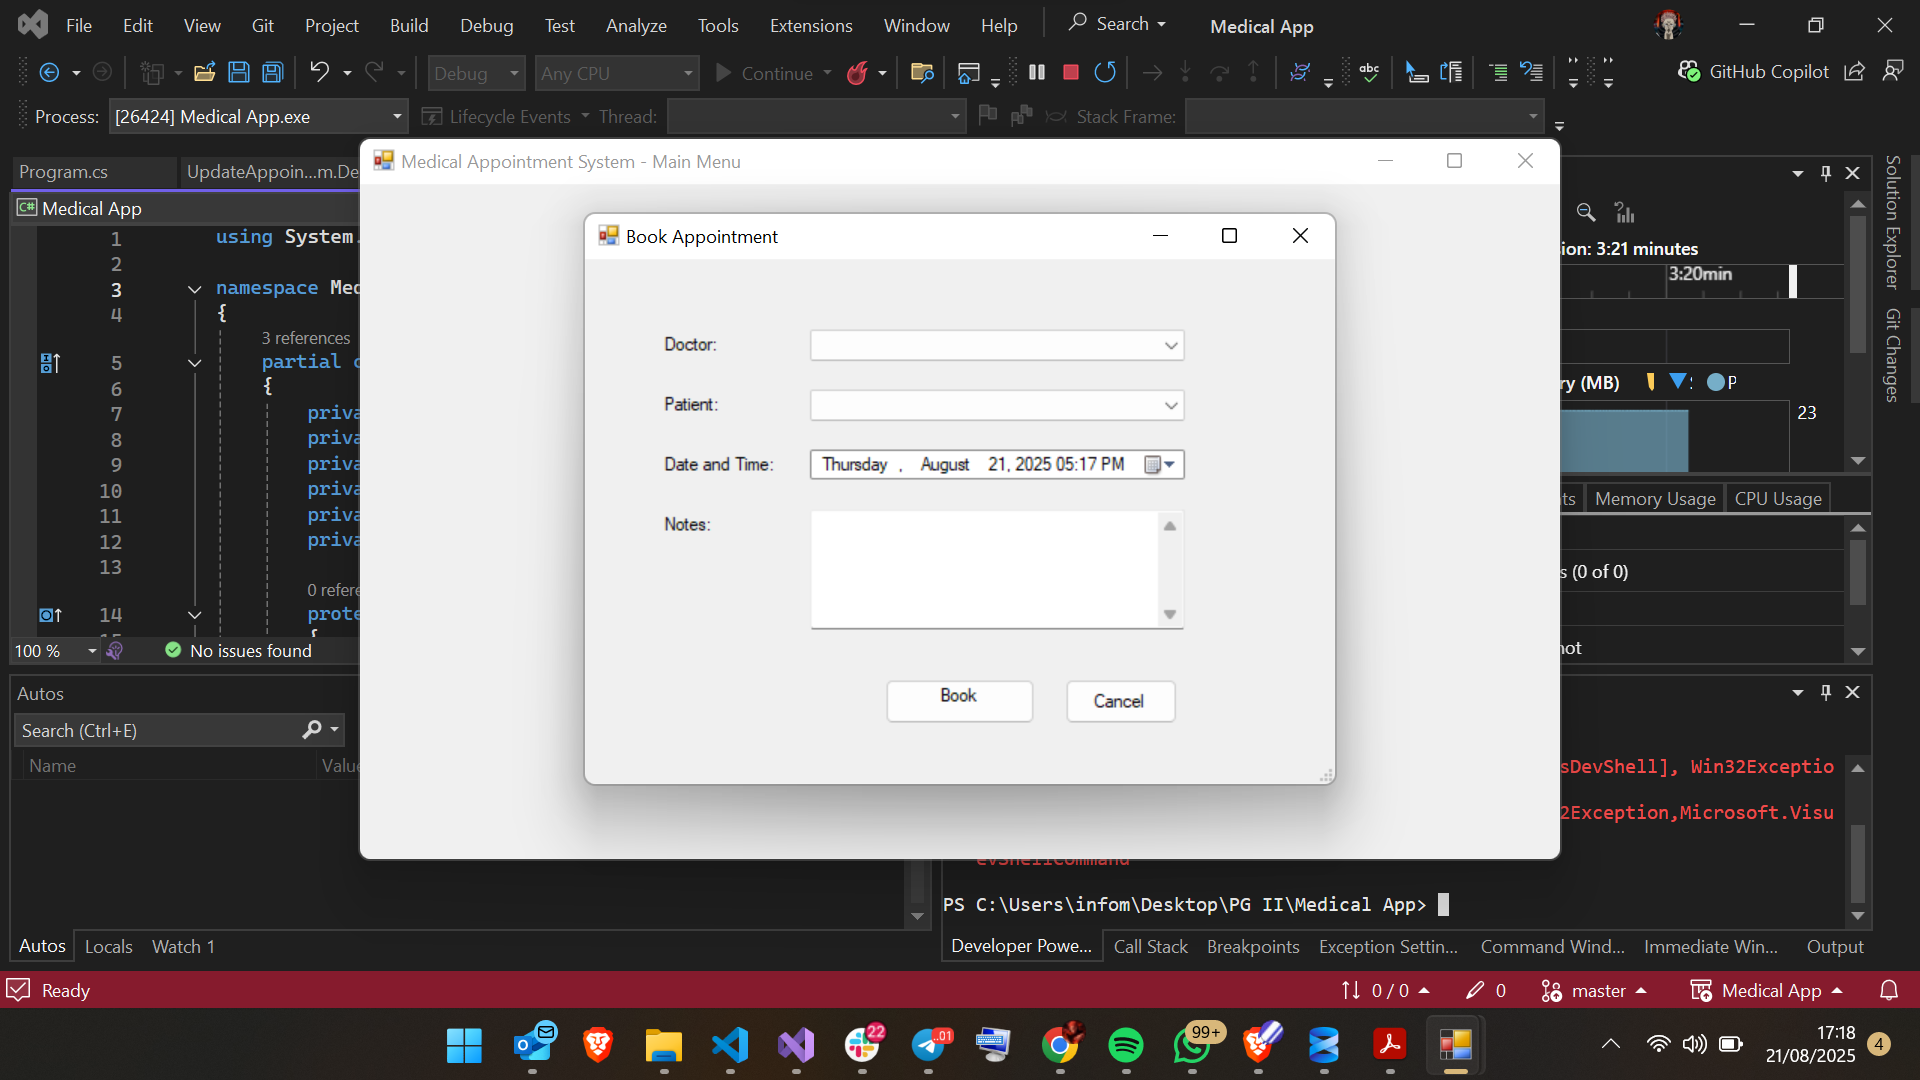 File Edit View Git Project Build Debug Test Analyze Tools Extensions Window Help Search Medical App
Debug Any CPU Continue GitHub Copilot
Process: [26424] Medical App.exe Lifecycle Events Thread: Stack Frame:
Program.cs UpdateAppoin...m.De
Medical App
1 using System.
2
3 namespace Med
4 {
3 references
5 partial c
6 {
7 priva
8 priva
9 priva
10 priva
11 priva
12 priva
13
0 refere
14 prote
15 {
100 % No issues found
Medical Appointment System - Main Menu
Book Appointment
Doctor:
Patient:
Date and Time: Thursday , August 21, 2025 05:17 PM
Notes:
Book Cancel
ion: 3:21 minutes
3:20min
ry (MB) P
23
ts Memory Usage CPU Usage
s (0 of 0)
hot
Solution Explorer
Git Changes
Autos
Search (Ctrl+E)
Name Value
Autos Locals Watch 1
sDevShell], Win32Exceptio
2Exception,Microsoft.Visu
evShellCommand
PS C:\Users\infom\Desktop\PG II\Medical App>
Developer Powe... Call Stack Breakpoints Exception Settin... Command Wind... Immediate Win... Output
Ready 0 / 0 0 master Medical App
22 ..01 99+
17:18
21/08/2025 4